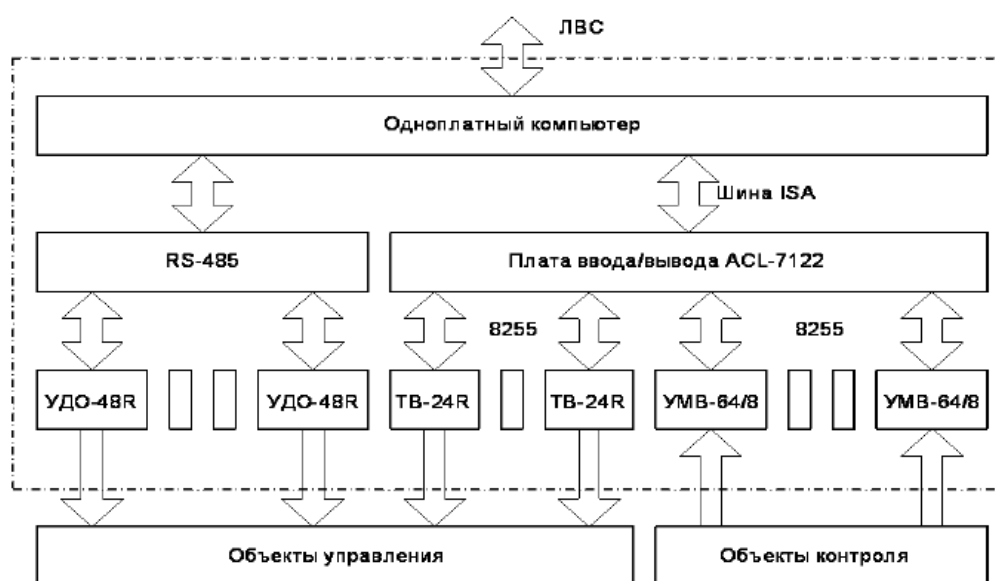 ЛВС
Одноплатный компьютер
Шина ISA
RS-485
Плата ввода/вывода ACL-7122
8255
8255
УДО-48R
УДО-48R
ТВ-24R
ТВ-24R
УМВ-64/8
УМВ-64/8
Объекты управления
Объекты контроля